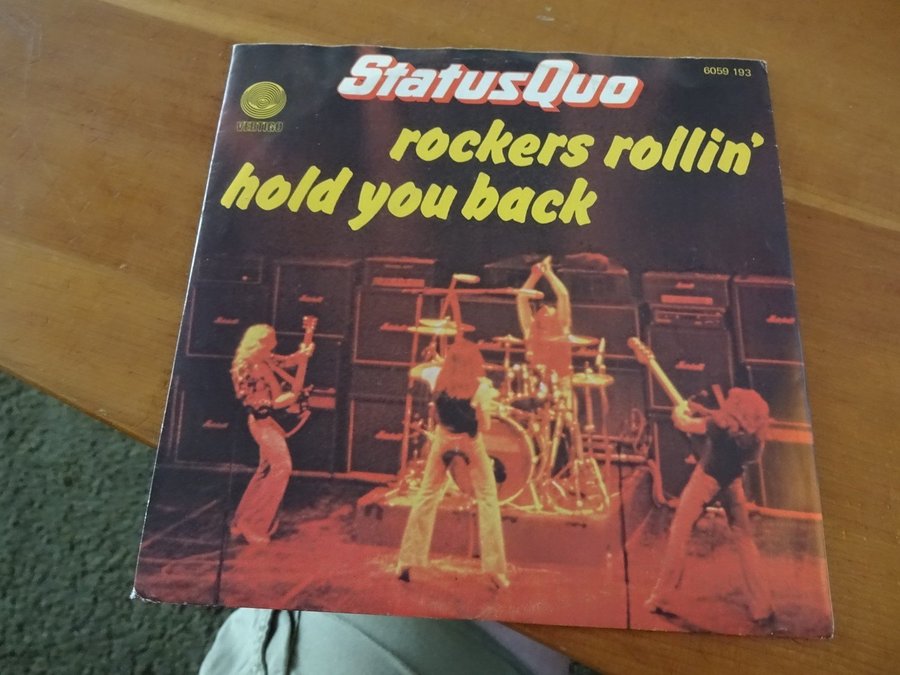 StatusQuo
6059 193
VERTIGO
rockers rollin'
hold you back